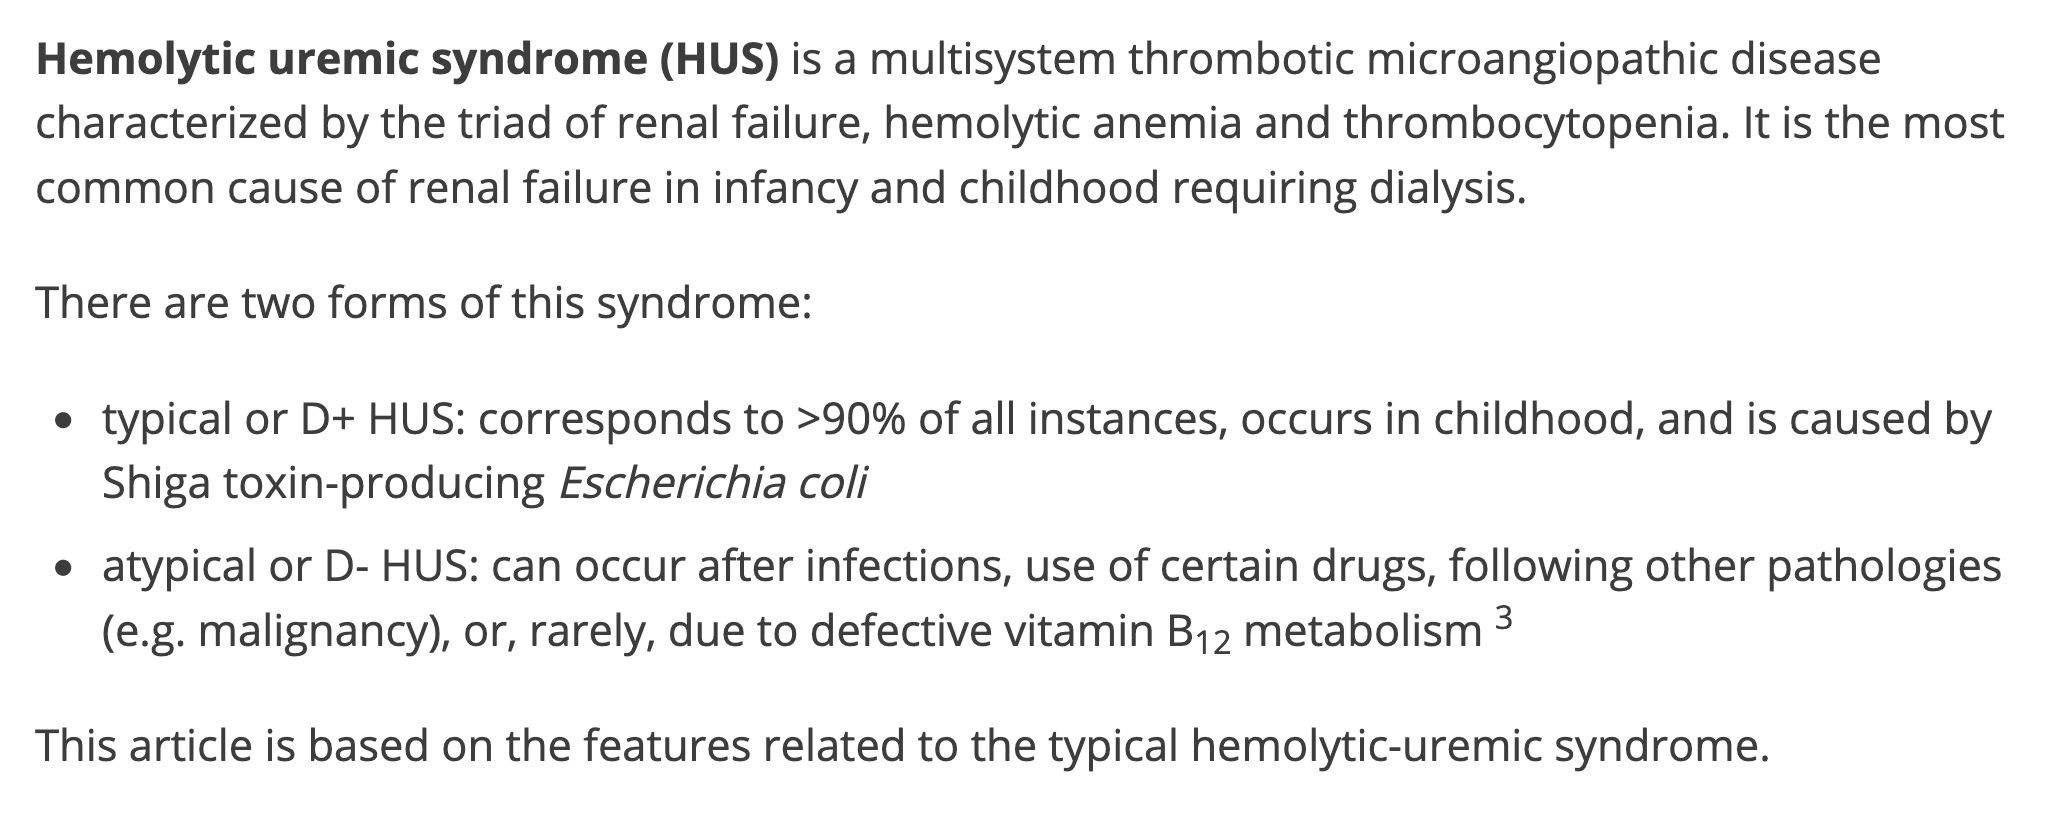 Hemolytic uremic syndrome (HUS) is a multisystem thrombotic microangiopathic disease
characterized by the triad of renal failure, hemolytic anemia and thrombocytopenia. It is the most
common cause of renal failure in infancy and childhood requiring dialysis.
There are two forms of this syndrome:
• typical or D+ HUS: corresponds to >90% of all instances, occurs in childhood, and is caused by
Shiga toxin-producing Escherichia coli
• atypical or D- HUS: can occur after infections, use of certain drugs, following other pathologies
(e.g. malignancy), or, rarely, due to defective vitamin B₁₂ metabolism ³
This article is based on the features related to the typical hemolytic-uremic syndrome.